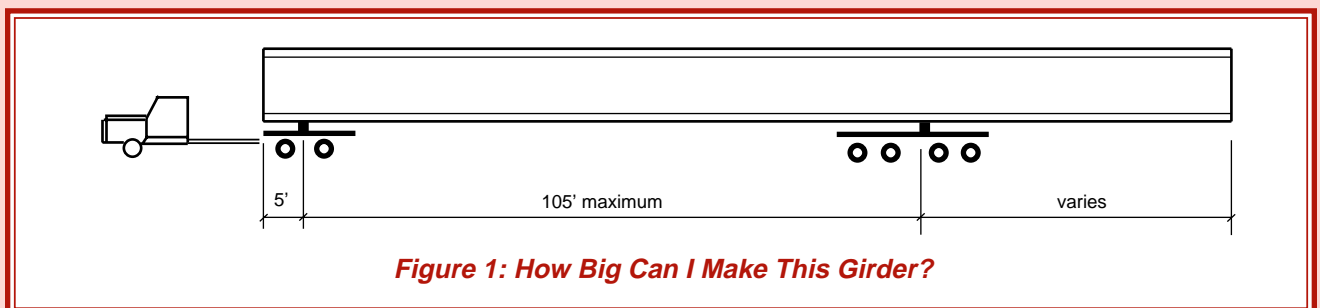 5’
105’ maximum
varies
Figure 1: How Big Can I Make This Girder?